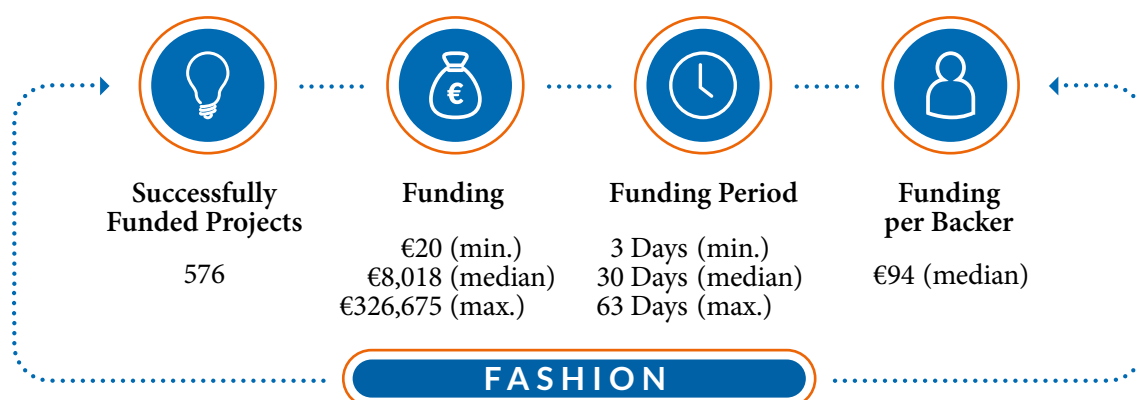 €
Successfully
Funded Projects
576
Funding
€20 (min.)
€8,018 (median)
€326,675 (max.)
Funding Period
3 Days (min.)
30 Days (median)
63 Days (max.)
Funding
per Backer
€94 (median)
FASHION